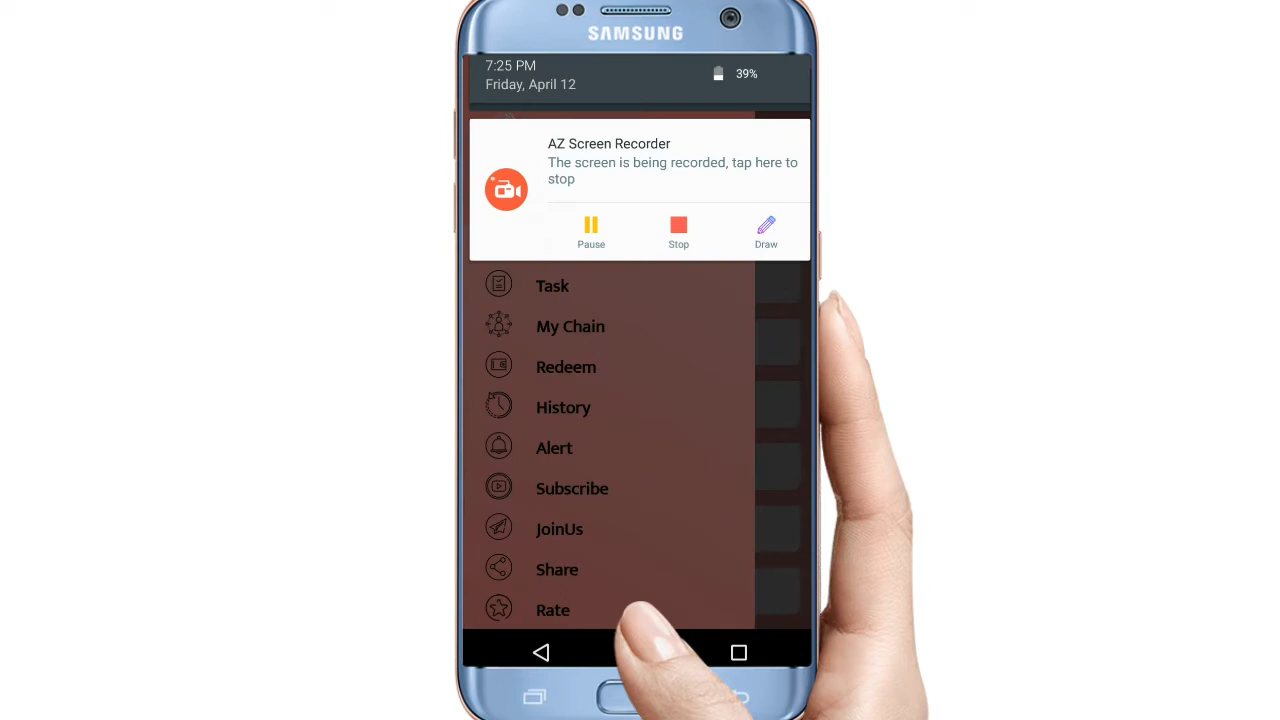 SAMSUNG
7:25 PM
39%
Friday, April 12
AZ Screen Recorder
The screen is being recorded, tap here to
stop
Pause
Stop
Draw
Task
My Chain
Redeem
History
Alert
Subscribe
JoinUs
Share
Rate